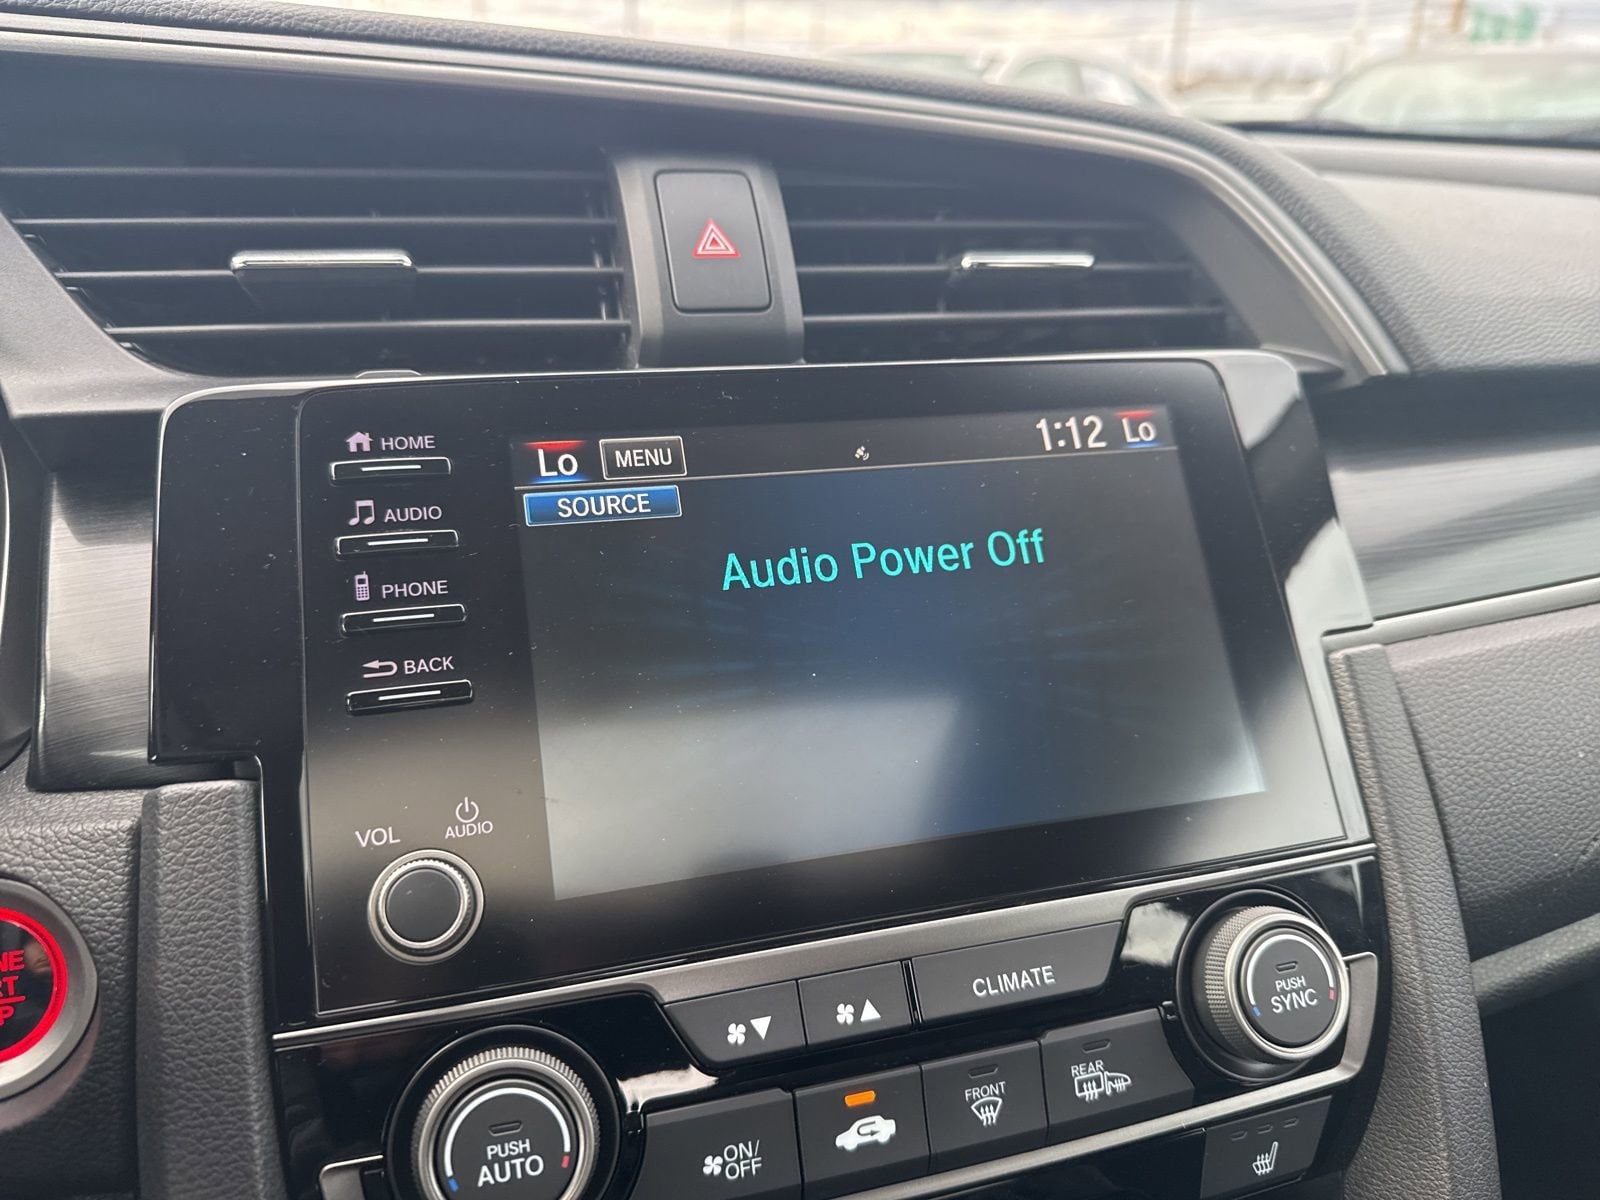 HOME
AUDIO
PHONE
BACK
VOL
AUDIO
Lo
MENU
1:12
Lo
SOURCE
Audio Power Off
CLIMATE
PUSH
SYNC
PUSH
AUTO
ON/
OFF
FRONT
REAR